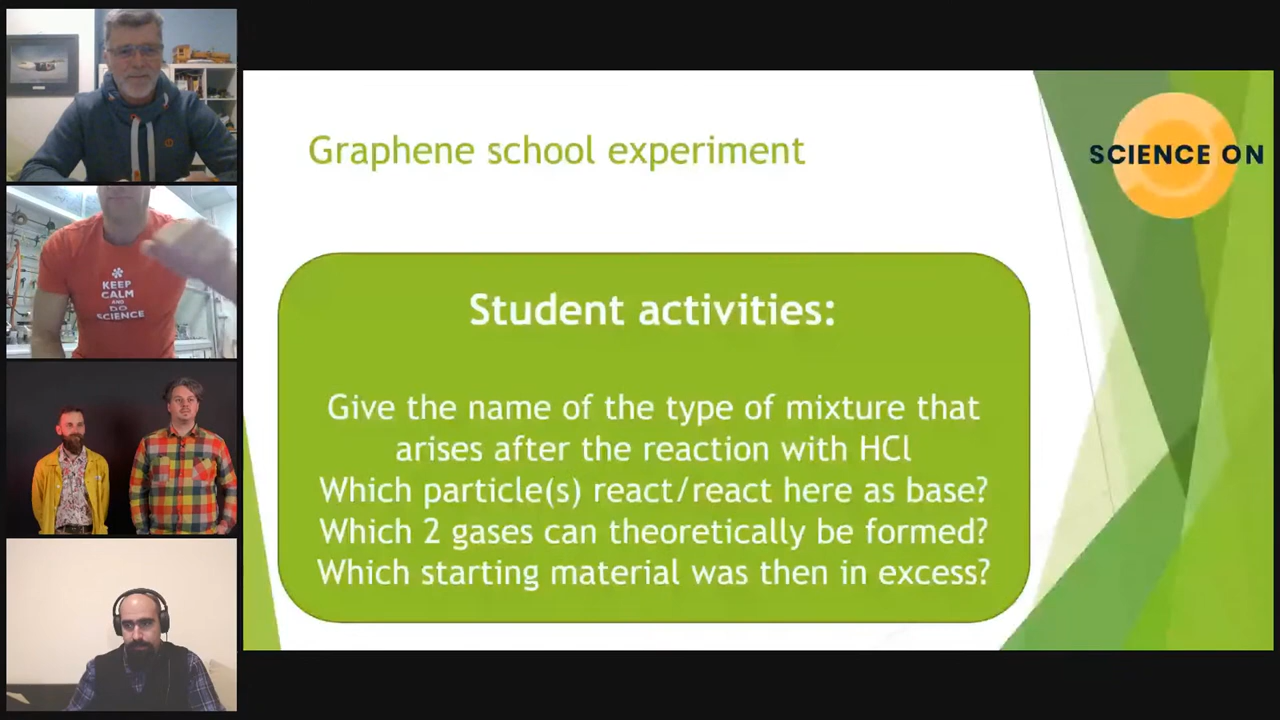 KEEP
CALM
AND
DO
SCIENCE
Graphene school experiment
SCIENCE ON
Student activities:
Give the name of the type of mixture that
arises after the reaction with HCl
Which particle(s) react/react here as base?
Which 2 gases can theoretically be formed?
Which starting material was then in excess?